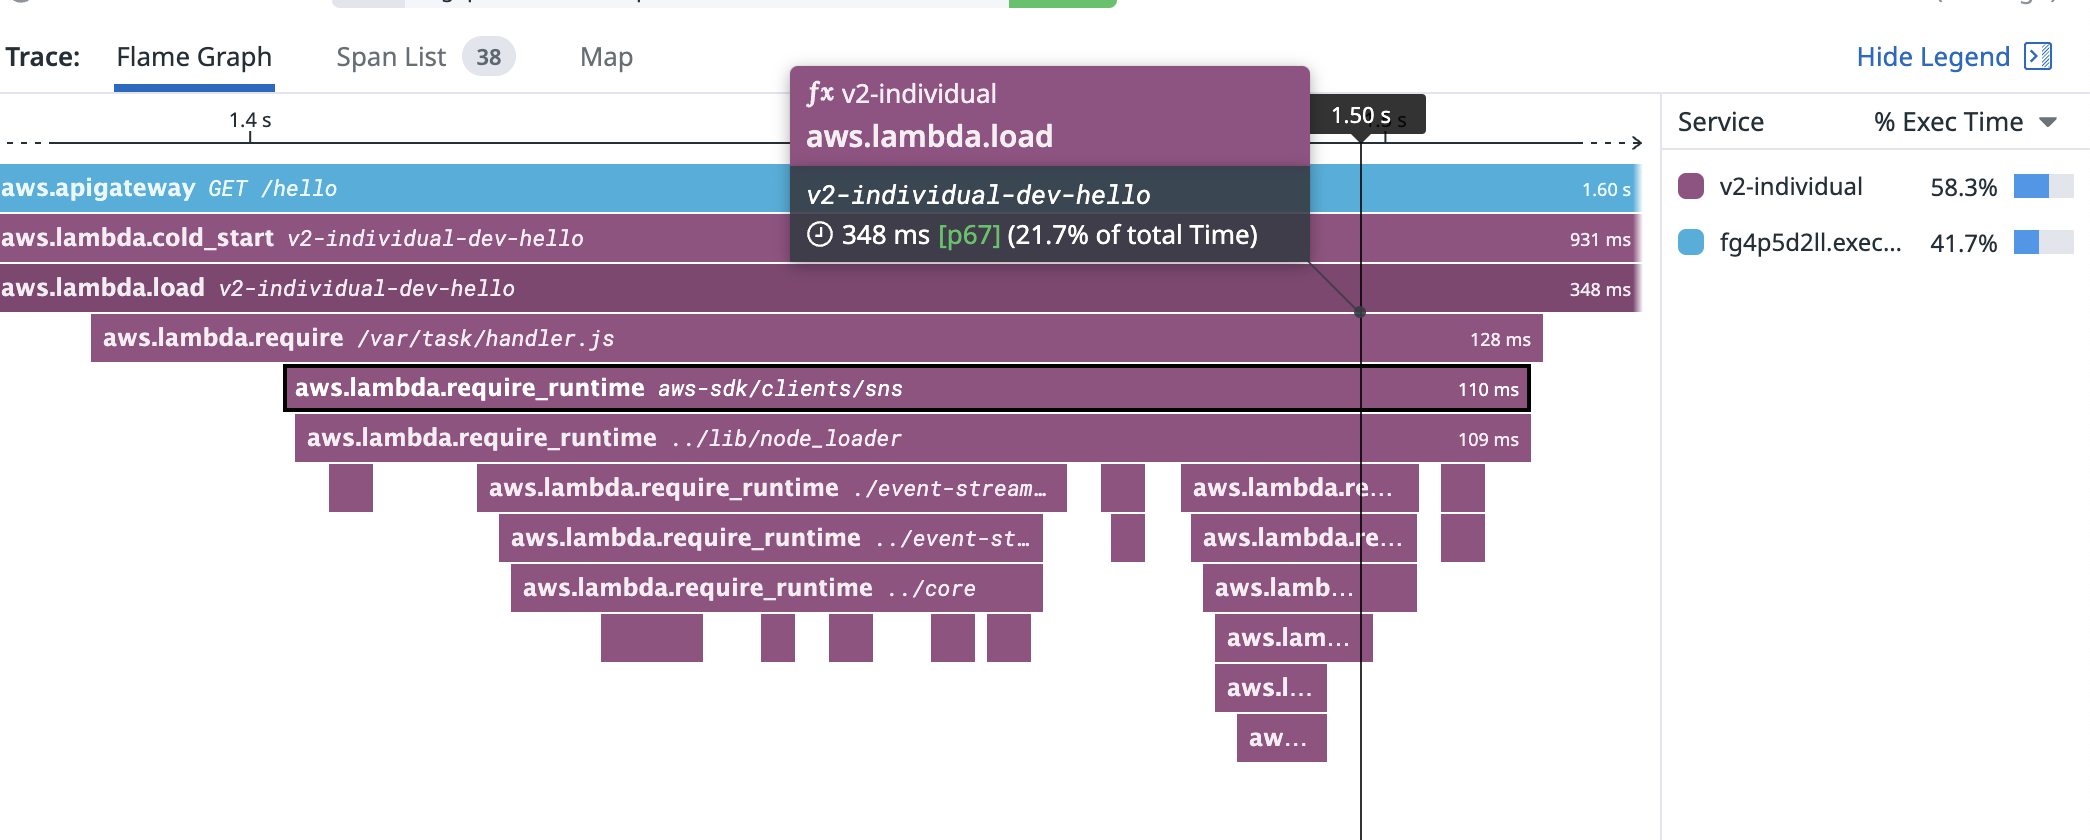 Trace:
Flame Graph
Span List 38
Map
Hide Legend
1.4 s
1.50 s
ƒx v2-individual
aws.lambda.load
v2-individual-dev-hello
348 ms [p67] (21.7% of total Time)
aws.apigateway GET /hello 1.60 s
aws.lambda.cold_start v2-individual-dev-hello 931 ms
aws.lambda.load v2-individual-dev-hello 348 ms
aws.lambda.require /var/task/handler.js 128 ms
aws.lambda.require_runtime aws-sdk/clients/sns 110 ms
aws.lambda.require_runtime ../lib/node_loader 109 ms
aws.lambda.require_runtime ./event-stream… aws.lambda.re…
aws.lambda.require_runtime ../event-st… aws.lambda.re…
aws.lambda.require_runtime ../core aws.lamb…
aws.lam…
aws.l…
aw…
Service % Exec Time
v2-individual 58.3%
fg4p5d2ll.exec... 41.7%